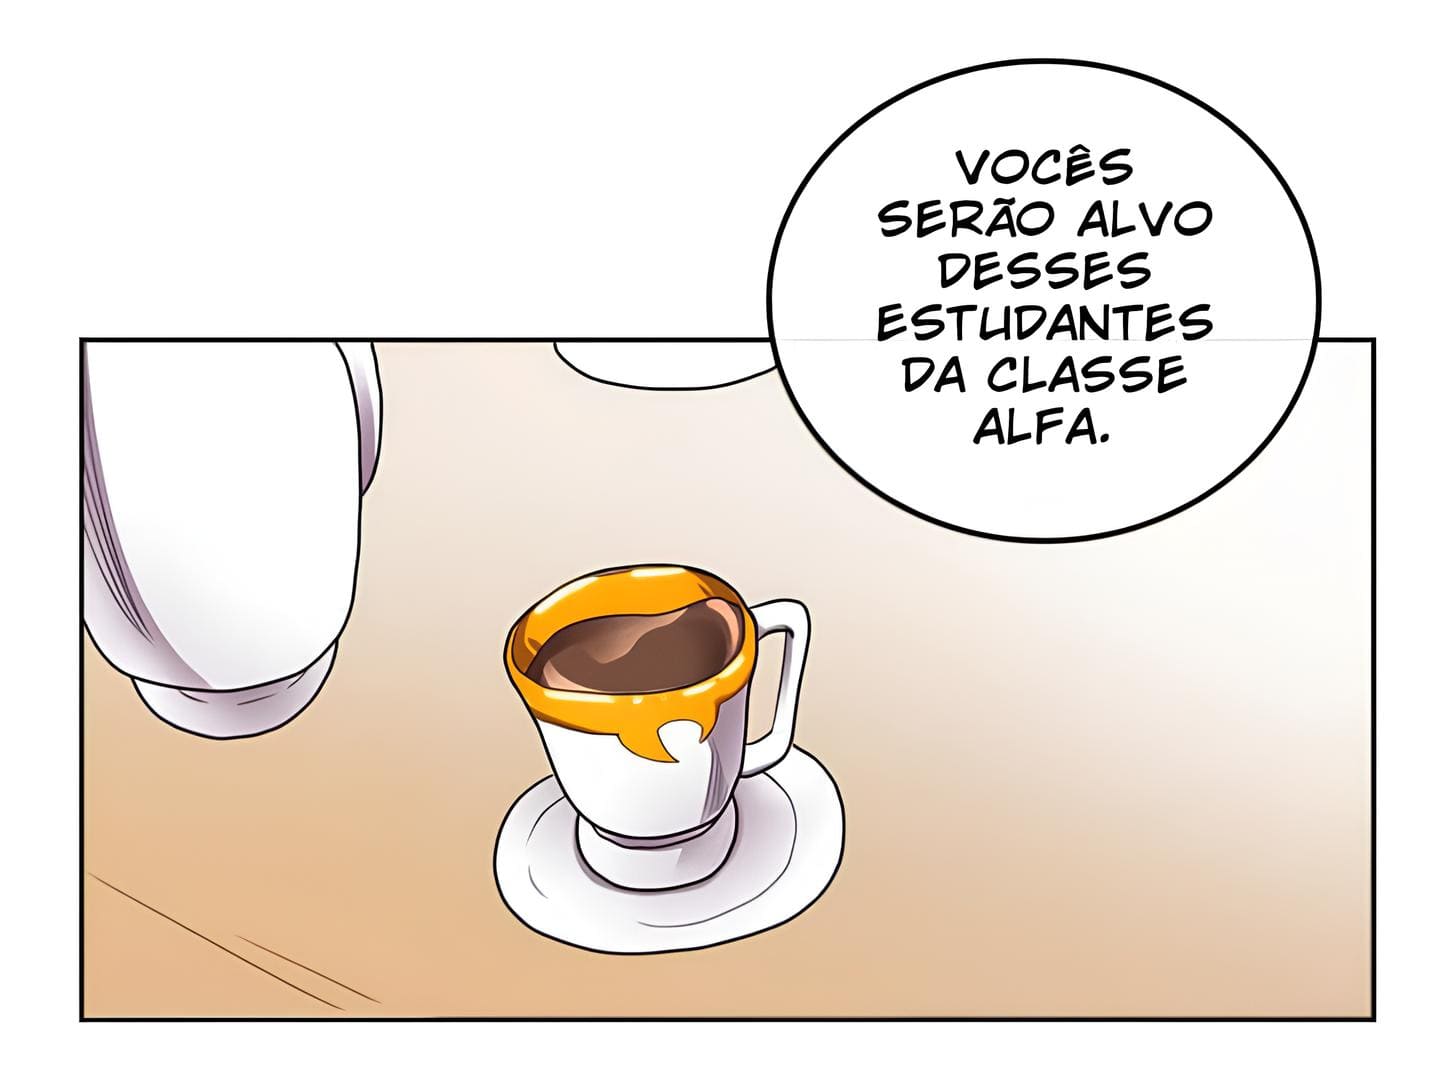 VOCÊS
SERÃO ALVO
DESSES
ESTUDANTES
DA CLASSE
ALFA.